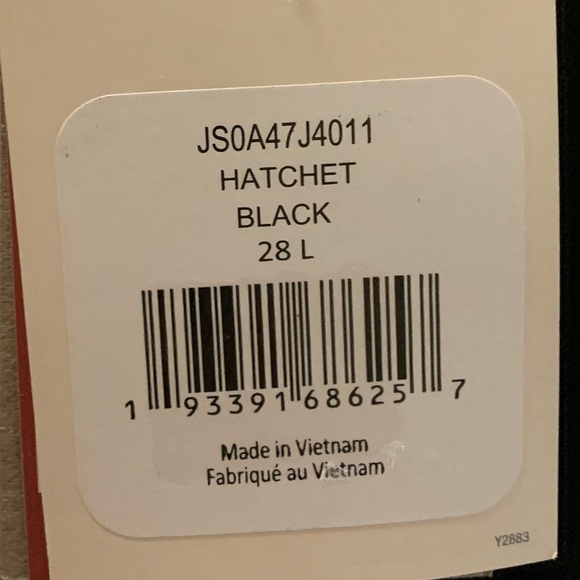 JS0A47J4011
HATCHET
BLACK
28 L
1 93391 68625 7
Made in Vietnam
Fabriqué au Vietnam
Y2883